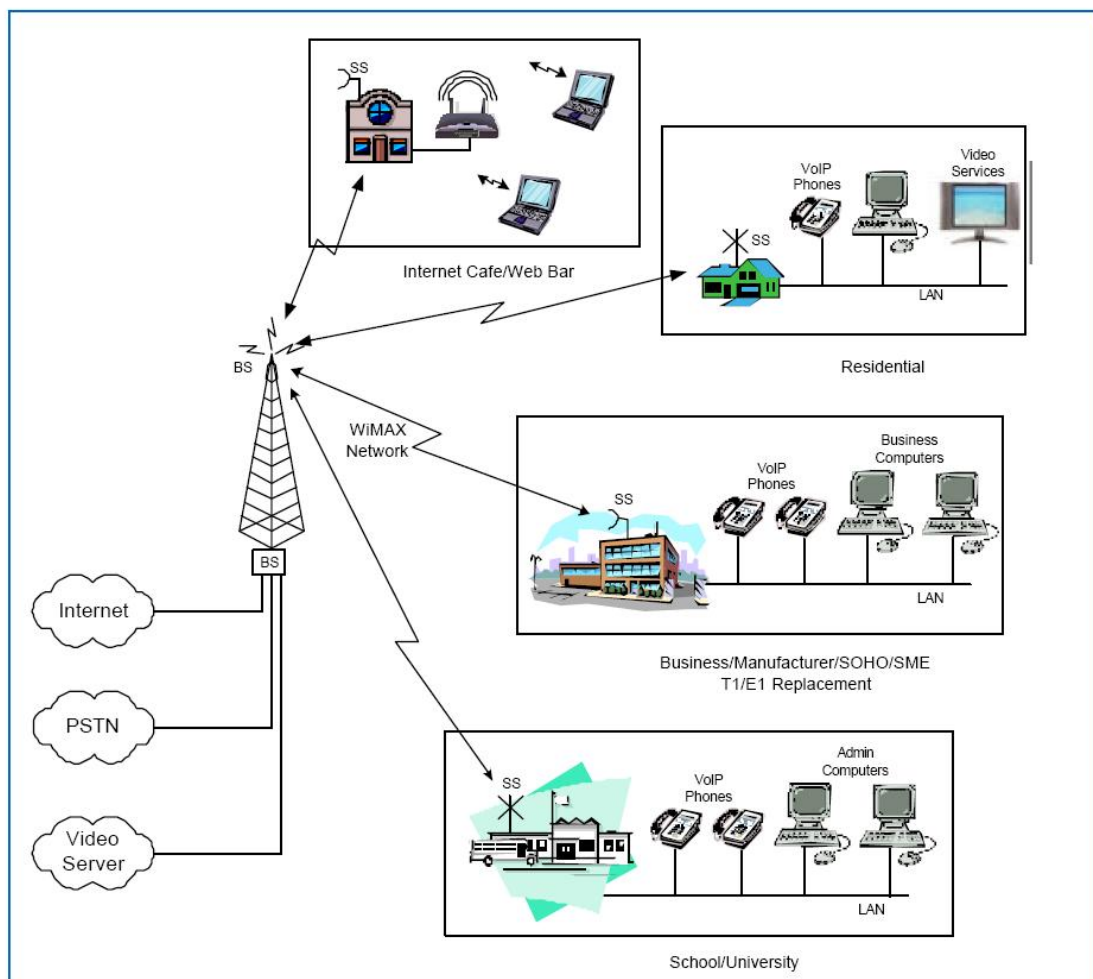 SS
Internet Cafe/Web Bar
VoIP
Phones
Video
Services
SS
LAN
Residential
BS
WiMAX
Network
SS
VoIP
Phones
Business
Computers
LAN
Business/Manufacturer/SOHO/SME
T1/E1 Replacement
BS
Internet
PSTN
Video
Server
SS
VoIP
Phones
Admin
Computers
LAN
School/University